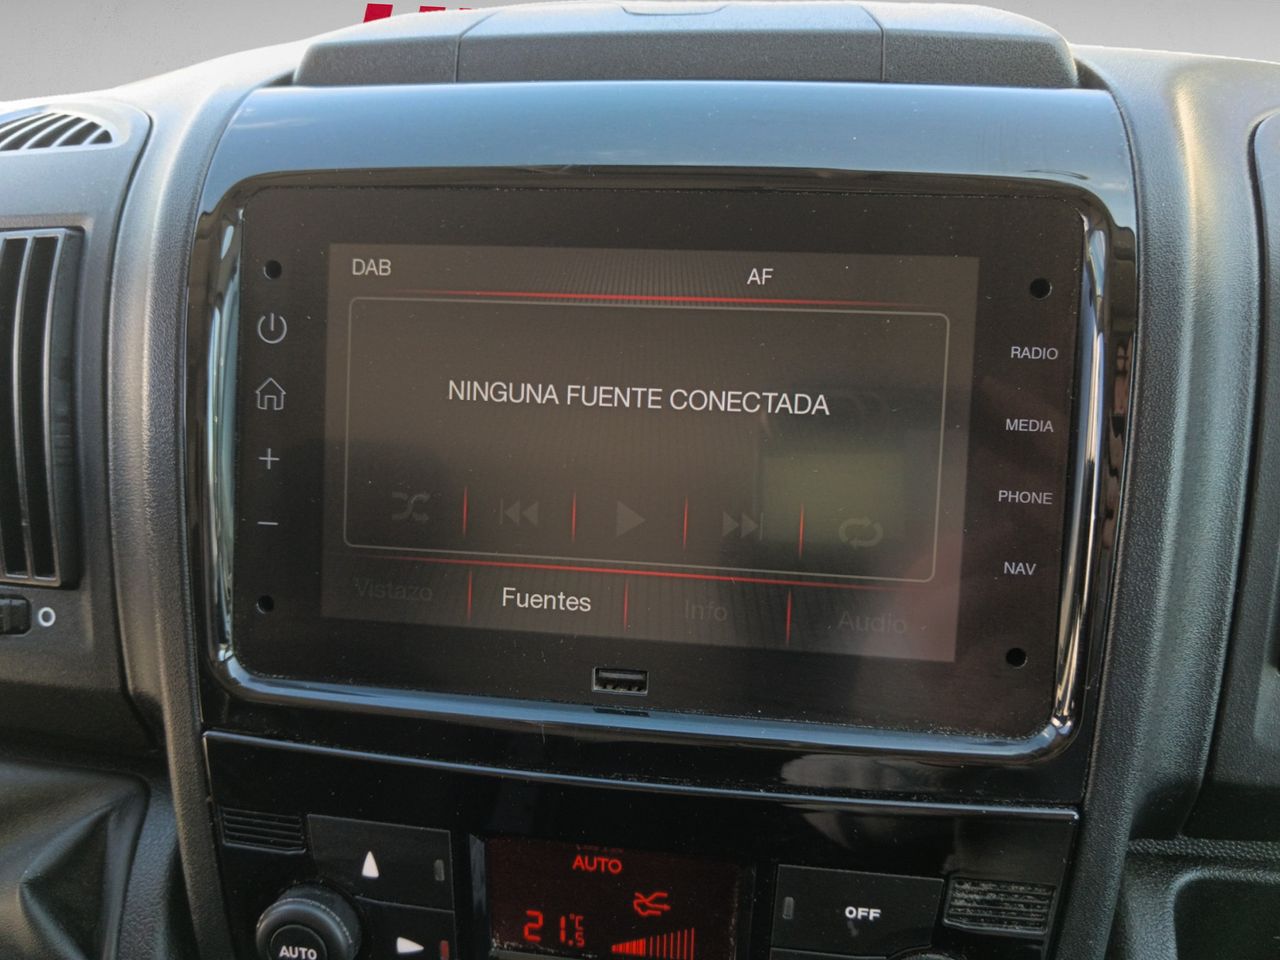 DAB
AF
RADIO
NINGUNA FUENTE CONECTADA
MEDIA
PHONE
NAV
Vistazo
Fuentes
Info
Audio
AUTO
21.5 °C
OFF
AUTO